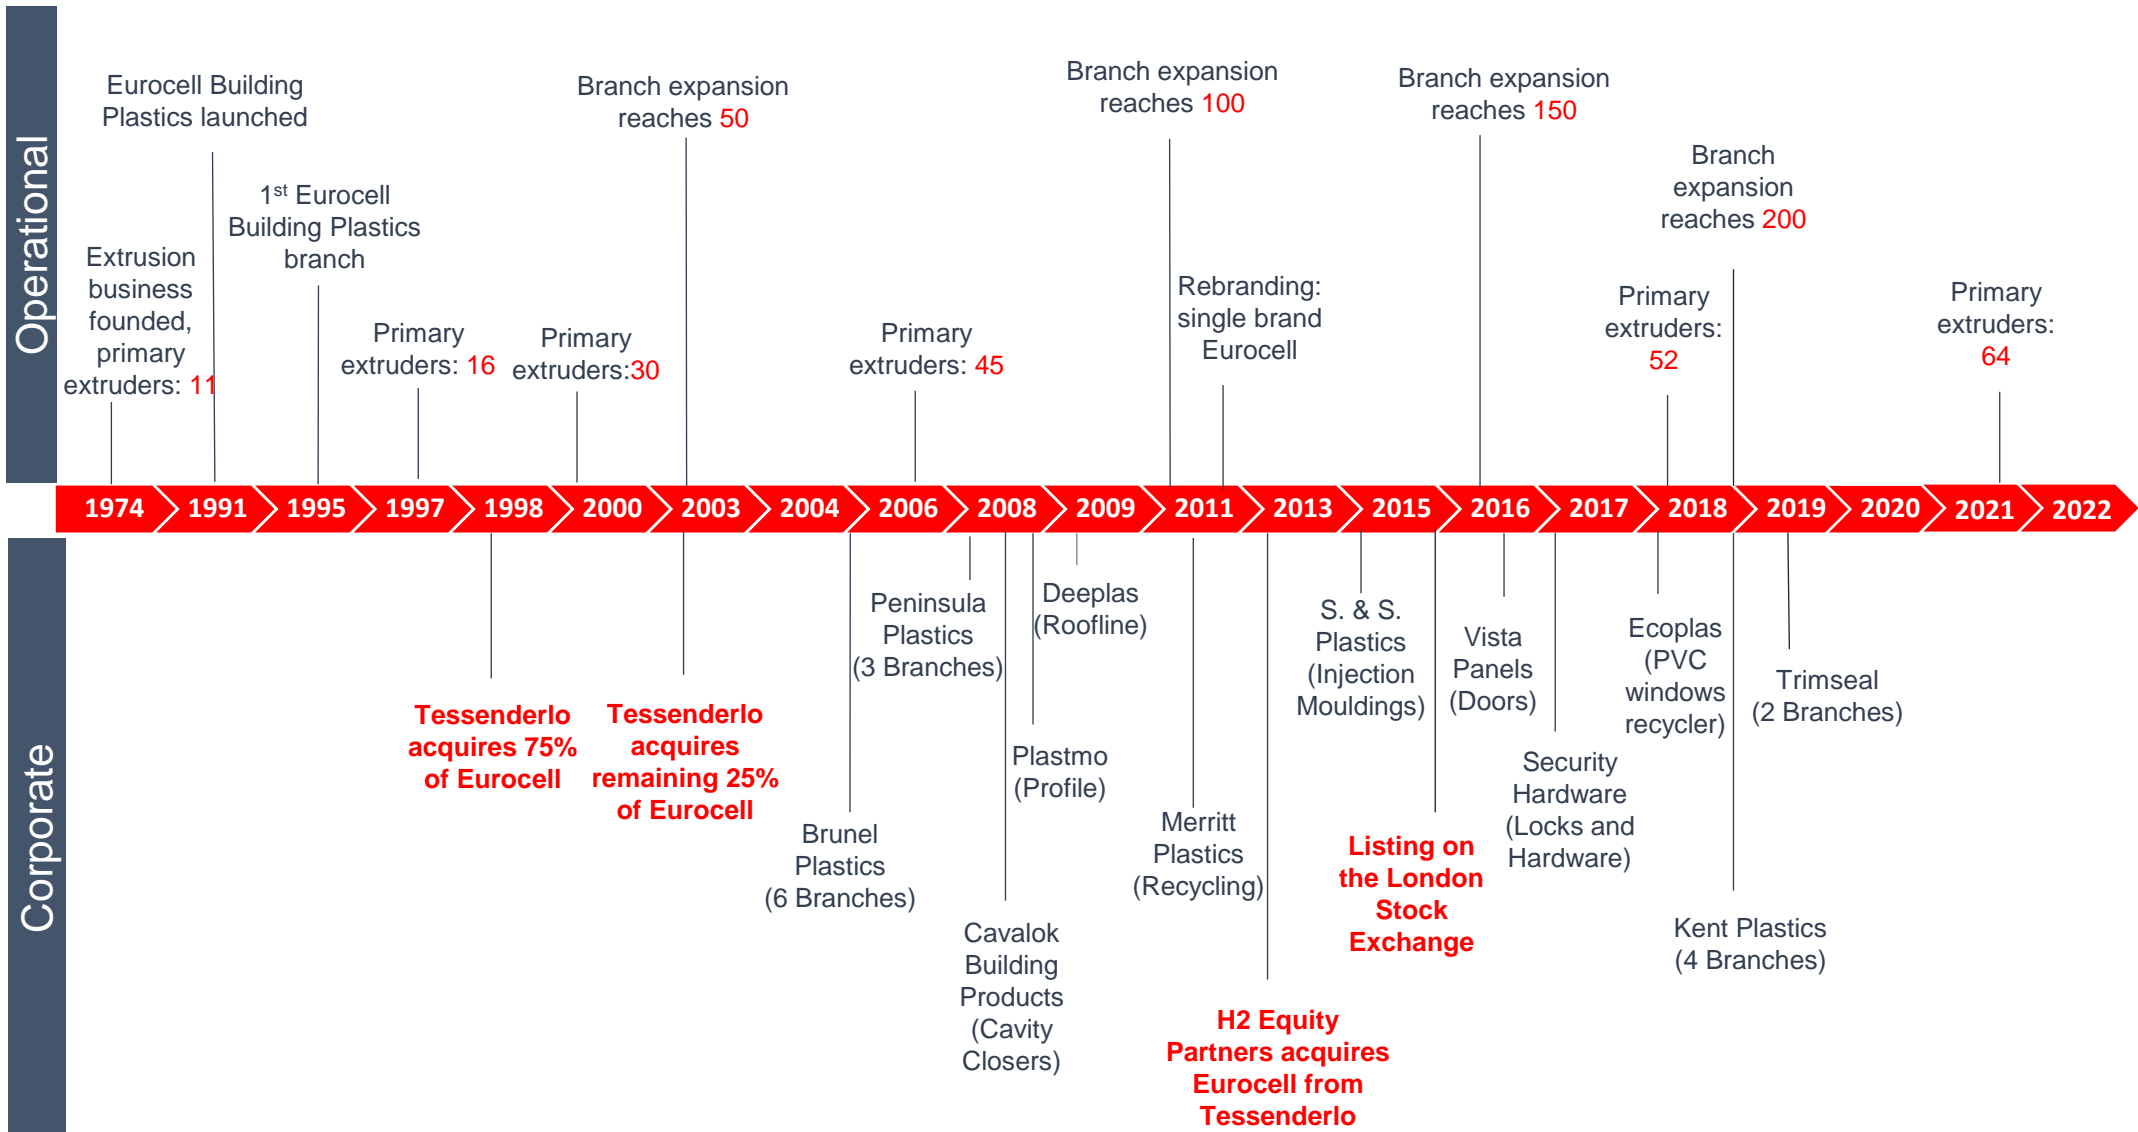 Operational
Eurocell Building
Plastics launched
1st Eurocell
Building Plastics
branch
Extrusion
business
founded,
primary
extruders: 11
Primary
extruders: 16
Primary
extruders:30
Branch expansion
reaches 50
Primary
extruders: 45
Branch expansion
reaches 100
Rebranding:
single brand
Eurocell
Branch expansion
reaches 150
Branch
expansion
reaches 200
Primary
extruders:
52
Primary
extruders:
64
1974 1991 1995 1997 1998 2000 2003 2004 2006 2008 2009 2011 2013 2015 2016 2017 2018 2019 2020 2021 2022
Corporate
Tessenderlo
acquires 75%
of Eurocell
Tessenderlo
acquires
remaining 25%
of Eurocell
Brunel
Plastics
(6 Branches)
Peninsula
Plastics
(3 Branches)
Cavalok
Building
Products
(Cavity
Closers)
Plastmo
(Profile)
Deeplas
(Roofline)
Merritt
Plastics
(Recycling)
H2 Equity
Partners acquires
Eurocell from
Tessenderlo
S. & S.
Plastics
(Injection
Mouldings)
Listing on
the London
Stock
Exchange
Vista
Panels
(Doors)
Security
Hardware
(Locks and
Hardware)
Ecoplas
(PVC
windows
recycler)
Kent Plastics
(4 Branches)
Trimseal
(2 Branches)